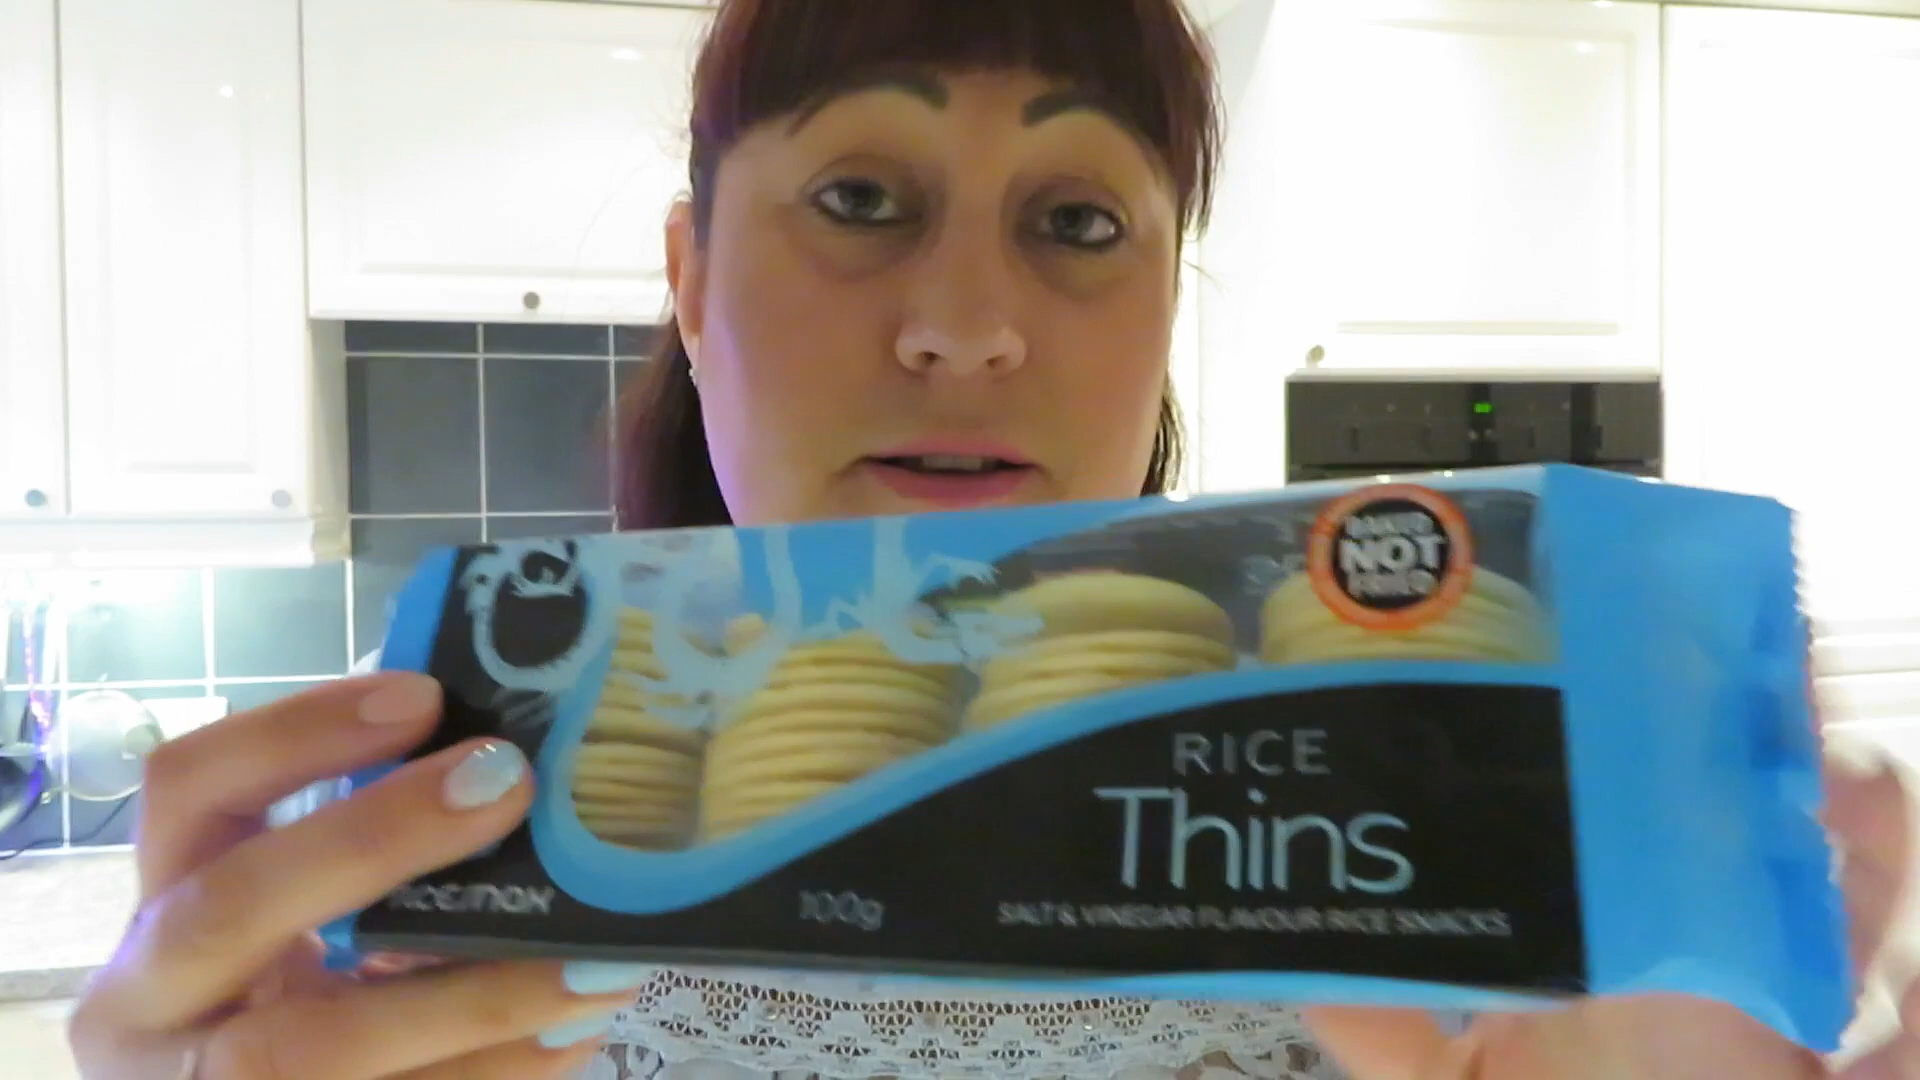 BAKED
NOT
FRIED
RICE
Thins
SALT & VINEGAR FLAVOUR RICE SNACKS
100g